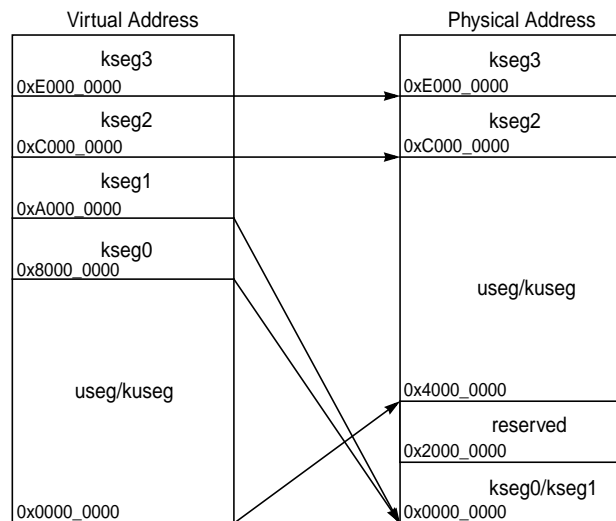 Virtual Address
kseg3
0xE000_0000
kseg2
0xC000_0000
kseg1
0xA000_0000
kseg0
0x8000_0000
useg/kuseg
0x0000_0000
Physical Address
kseg3
0xE000_0000
kseg2
0xC000_0000
useg/kuseg
0x4000_0000
reserved
0x2000_0000
kseg0/kseg1
0x0000_0000